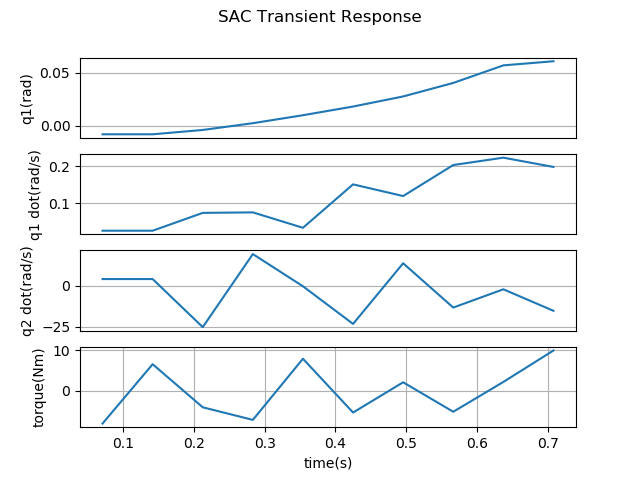 SAC Transient Response
q1(rad)
0.05
0.00
q1 dot(rad/s)
0.2
0.1
q2 dot(rad/s)
0
−25
torque(Nm)
10
0
0.1 0.2 0.3 0.4 0.5 0.6 0.7
time(s)